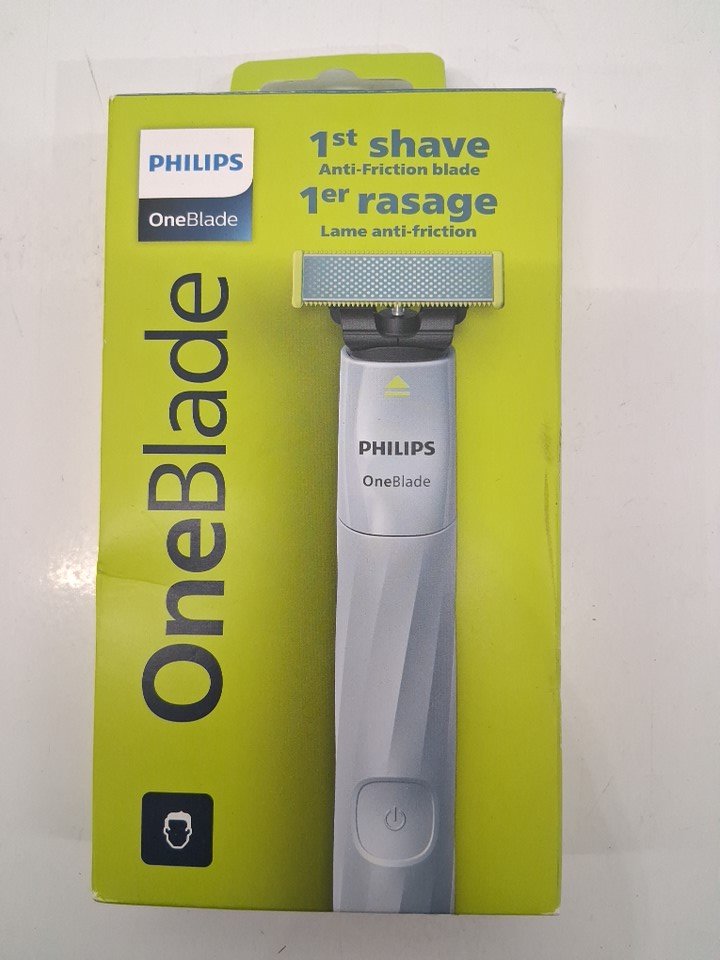 PHILIPS
OneBlade
1st shave
Anti-Friction blade
1er rasage
Lame anti-friction
OneBlade
PHILIPS
OneBlade